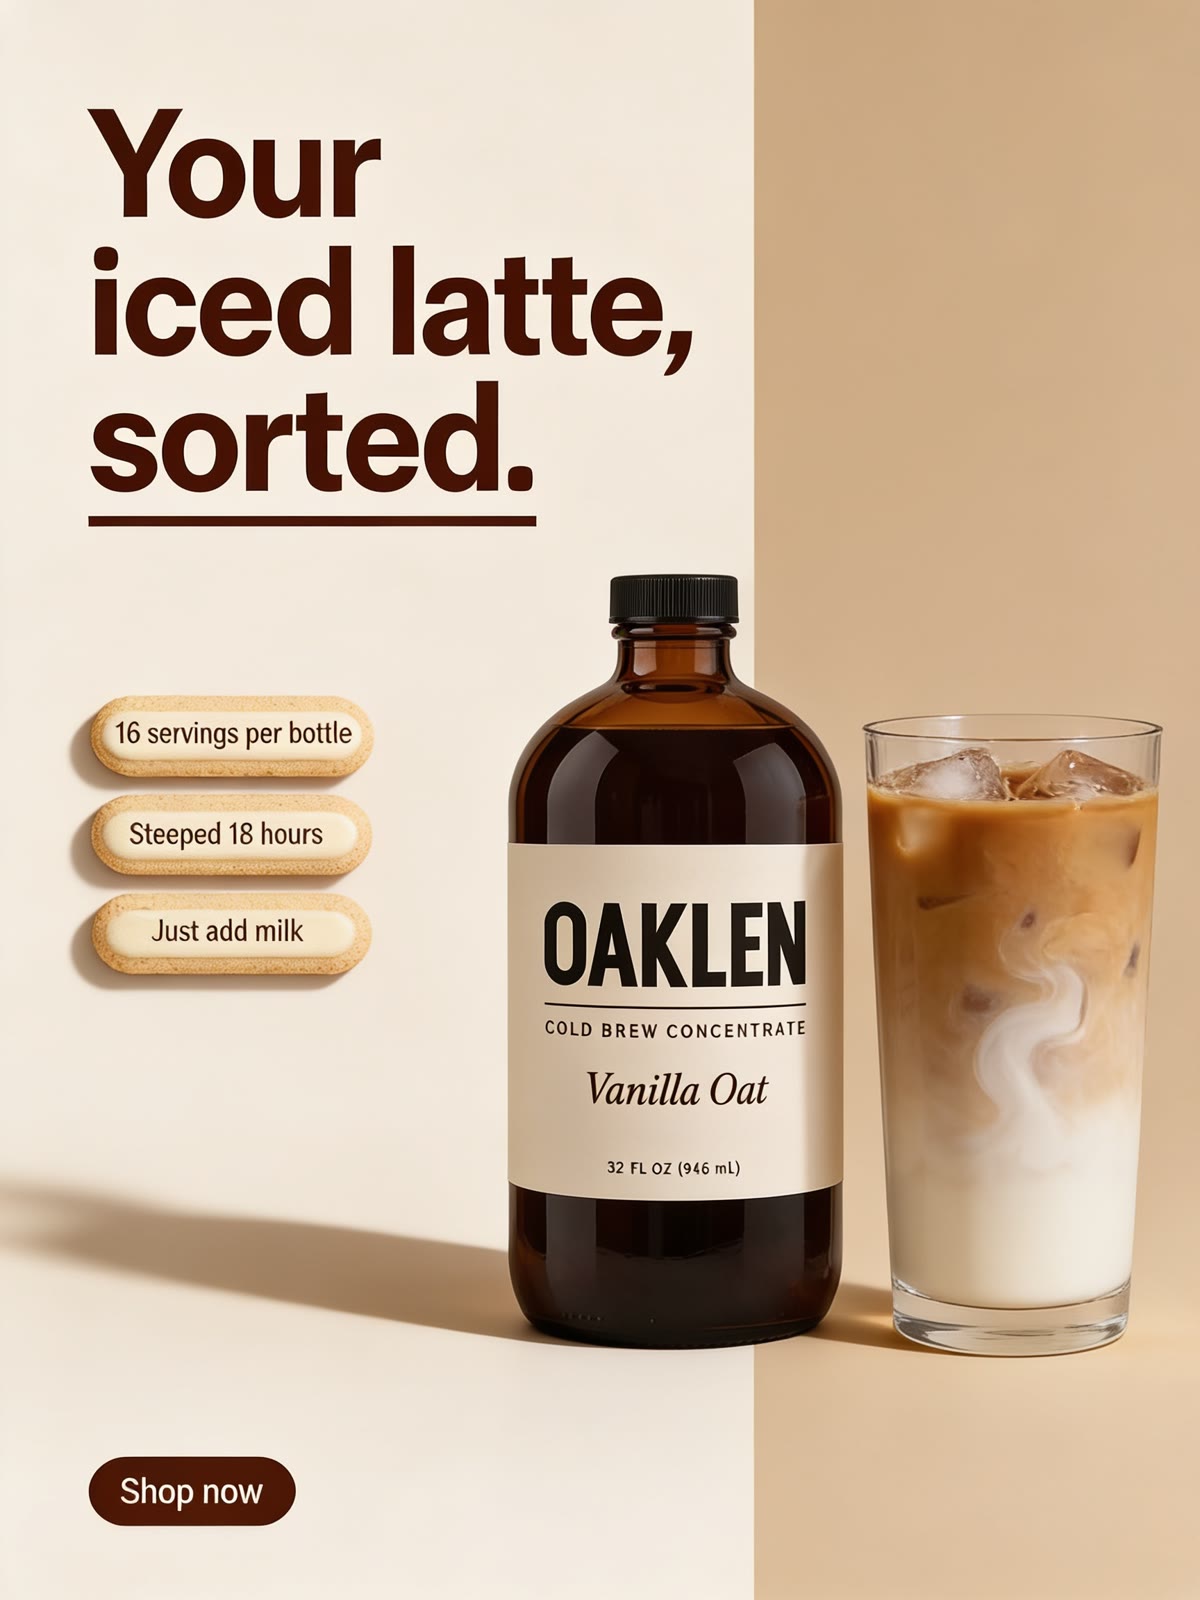 Your
iced latte,
sorted.
16 servings per bottle
Steeped 18 hours
Just add milk
OAKLEN
COLD BREW CONCENTRATE
Vanilla Oat
32 FL OZ (946 mL)
Shop now